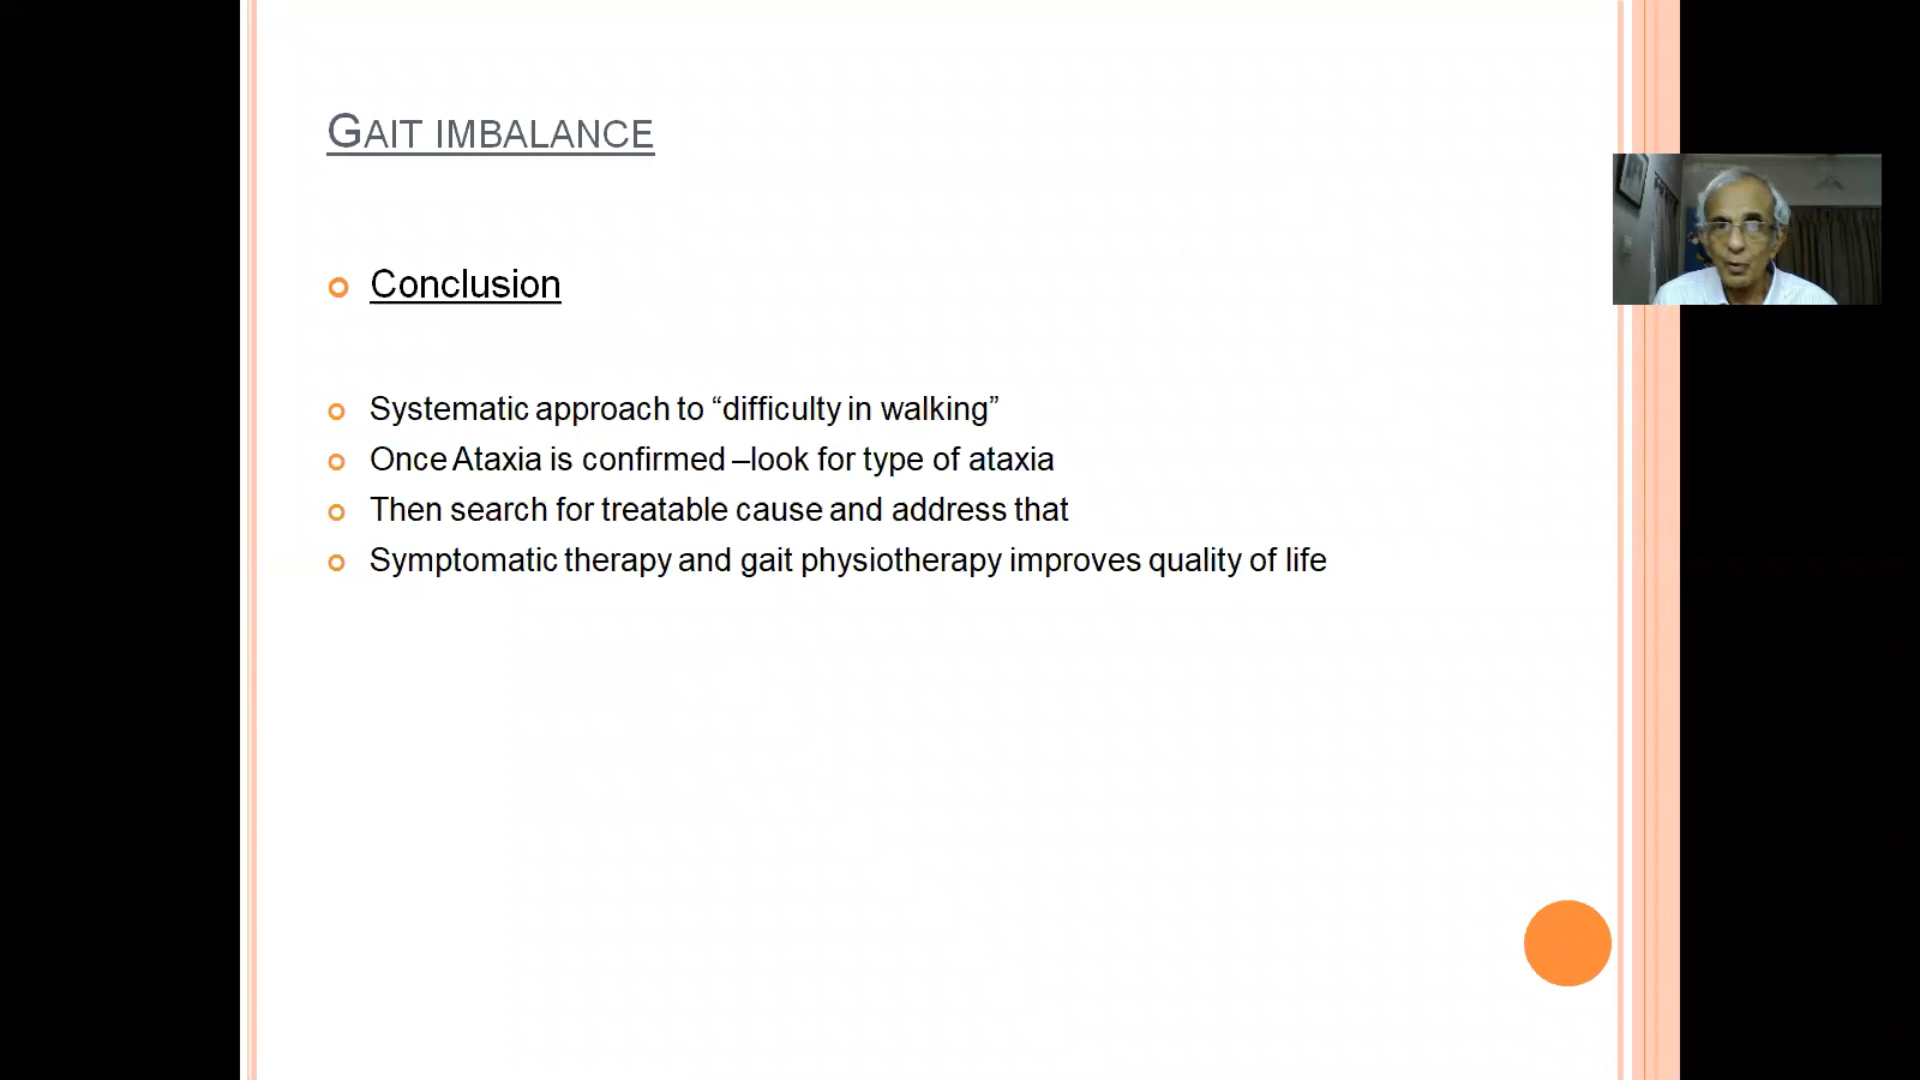 GAIT IMBALANCE
Conclusion
Systematic approach to “difficulty in walking”
Once Ataxia is confirmed –look for type of ataxia
Then search for treatable cause and address that
Symptomatic therapy and gait physiotherapy improves quality of life